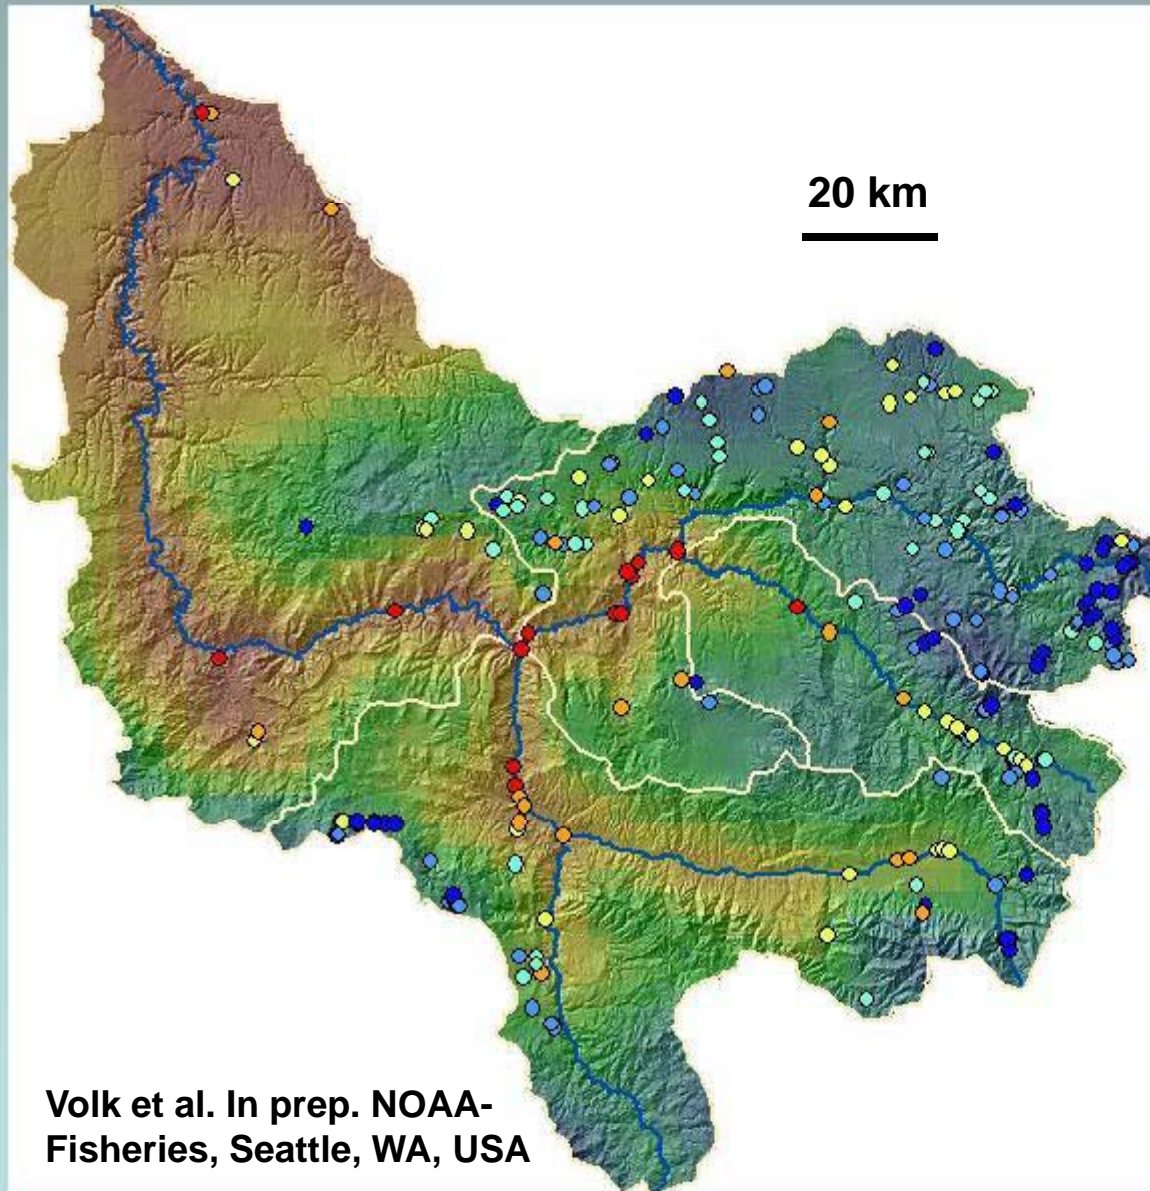 20 km
Volk et al. In prep. NOAA-
Fisheries, Seattle, WA, USA